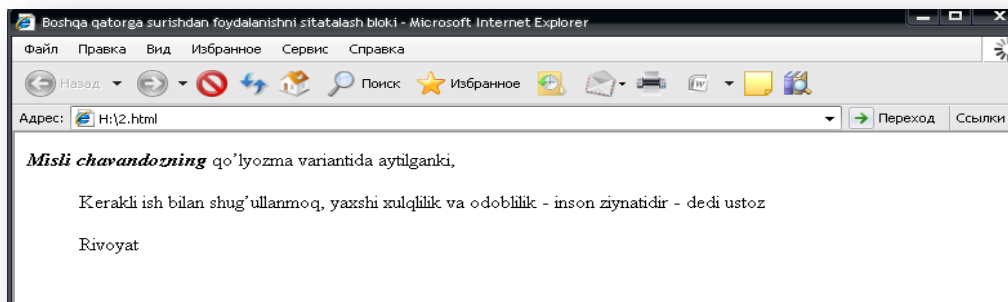 Boshqa qatorga surishdan foydalanishni sitatalash bloki - Microsoft Internet Explorer
Файл Правка Вид Избранное Сервис Справка
Назад Поиск Избранное
Адрес: H:\2.html Переход Ссылки
Misli chavandozning qo’lyozma variantida aytilganki,
Kerakli ish bilan shug’ullanmoq, yaxshi xulqlilik va odoblilik - inson ziynatidir - dedi ustoz
Rivoyat